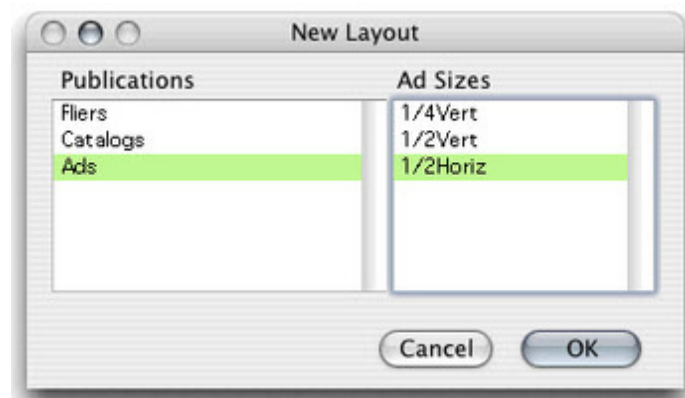 New Layout
Publications
Fliers
Catalogs
Ads
Ad Sizes
1/4Vert
1/2Vert
1/2Horiz
Cancel
OK